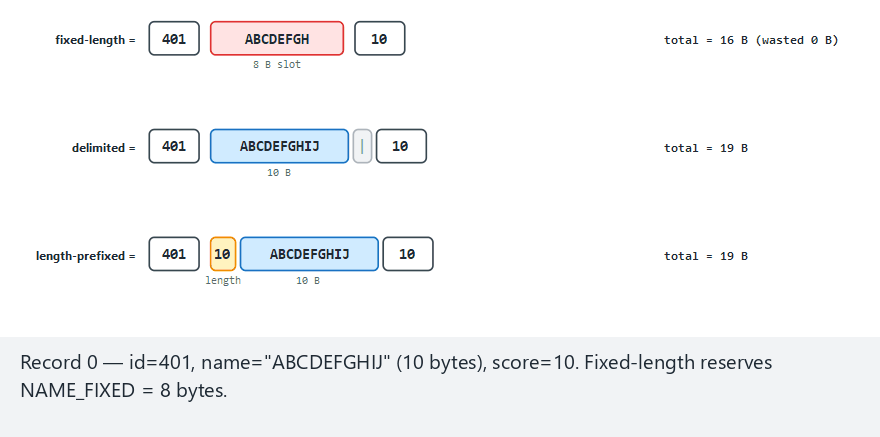 fixed-length = 401 ABCDEFGH 10 total = 16 B (wasted 0 B)
8 B slot
delimited = 401 ABCDEFGHIJ | 10 total = 19 B
10 B
length-prefixed = 401 10 ABCDEFGHIJ 10 total = 19 B
length 10 B
Record 0 — id=401, name="ABCDEFGHIJ" (10 bytes), score=10. Fixed-length reserves
NAME_FIXED = 8 bytes.